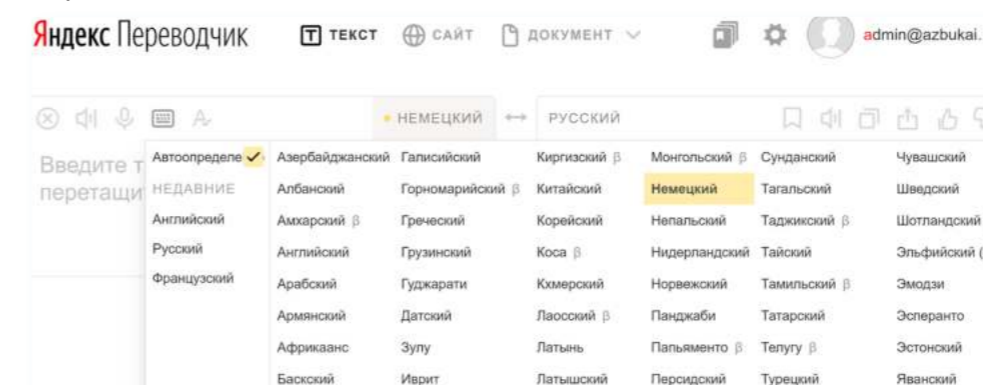 Яндекс Переводчик ТЕКСТ САЙТ ДОКУМЕНТ admin@azbukai.
НЕМЕЦКИЙ РУССКИЙ
Введите т
перетащи
Автоопределе
НЕДАВНИЕ
Английский
Русский
Французский
Азербайджанский Галисийский Киргизский β Монгольский β Сунданский Чувашский
Албанский Горномарийский β Китайский Немецкий Тагальский Шведский
Амхарский β Греческий Корейский Непальский Таджикский β Шотландский
Английский Грузинский Коса β Нидерландский Тайский Эльфийский (
Арабский Гуджарати Кхмерский Норвежский Тамильский β Эмодзи
Армянский Датский Лаосский β Панджаби Татарский Эсперанто
Африкаанс Зулу Латынь Папьяменто β Телугу β Эстонский
Баскский Иврит Латышский Персидский Турецкий Яванский